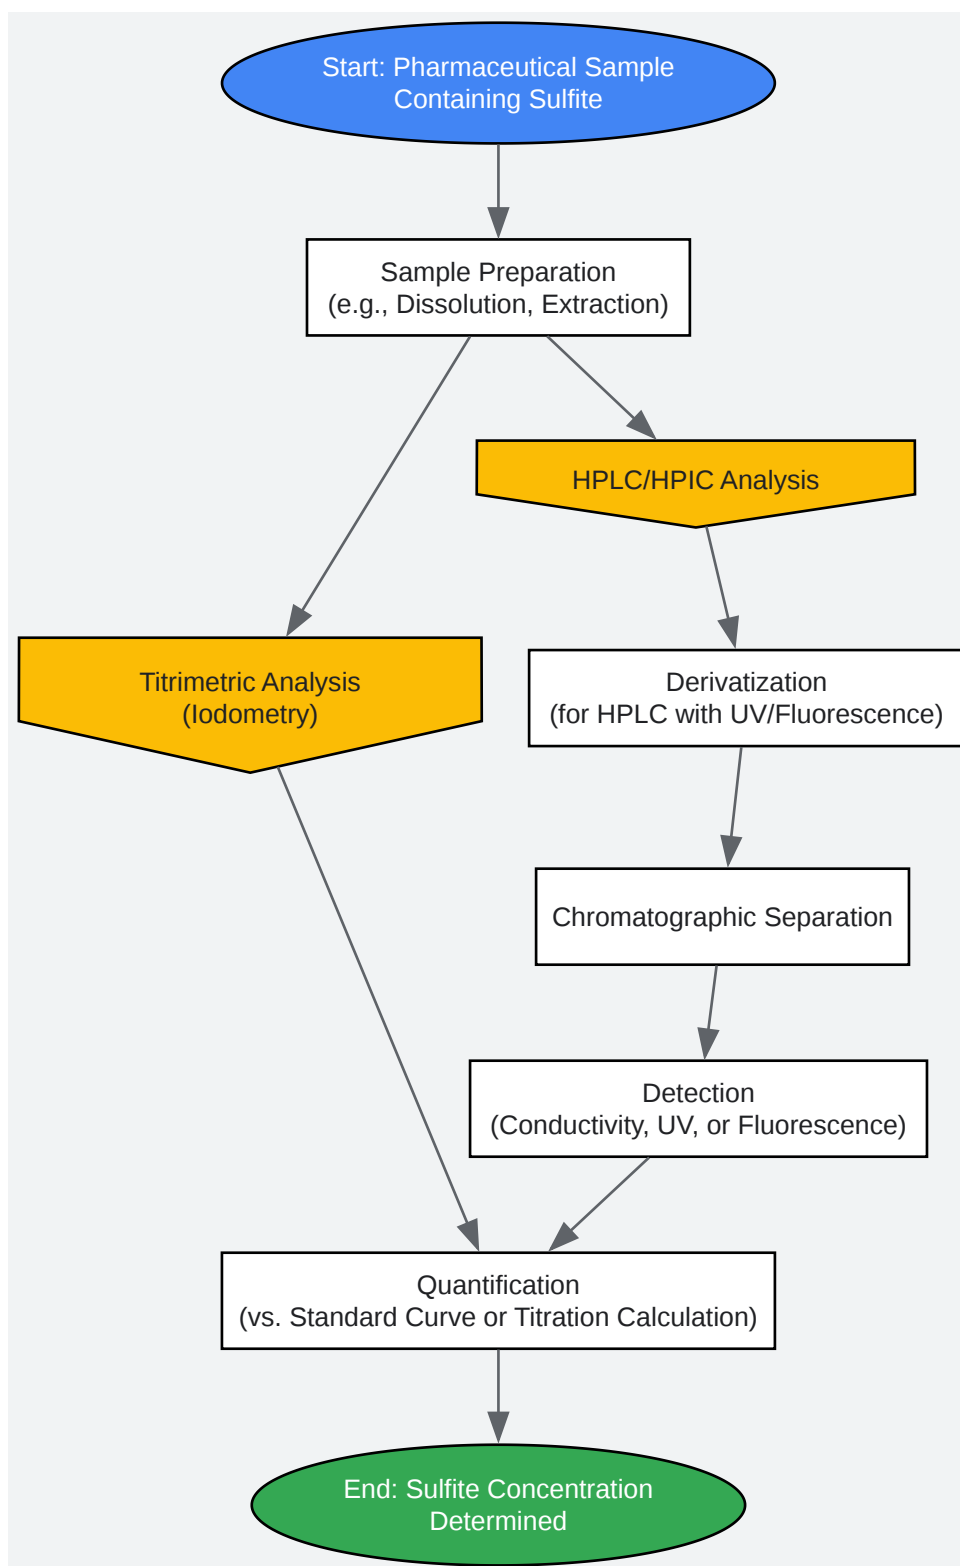 Start: Pharmaceutical Sample
Containing Sulfite
Sample Preparation
(e.g., Dissolution, Extraction)
HPLC/HPIC Analysis
Titrimetric Analysis
(Iodometry)
Derivatization
(for HPLC with UV/Fluorescence)
Chromatographic Separation
Detection
(Conductivity, UV, or Fluorescence)
Quantification
(vs. Standard Curve or Titration Calculation)
End: Sulfite Concentration
Determined